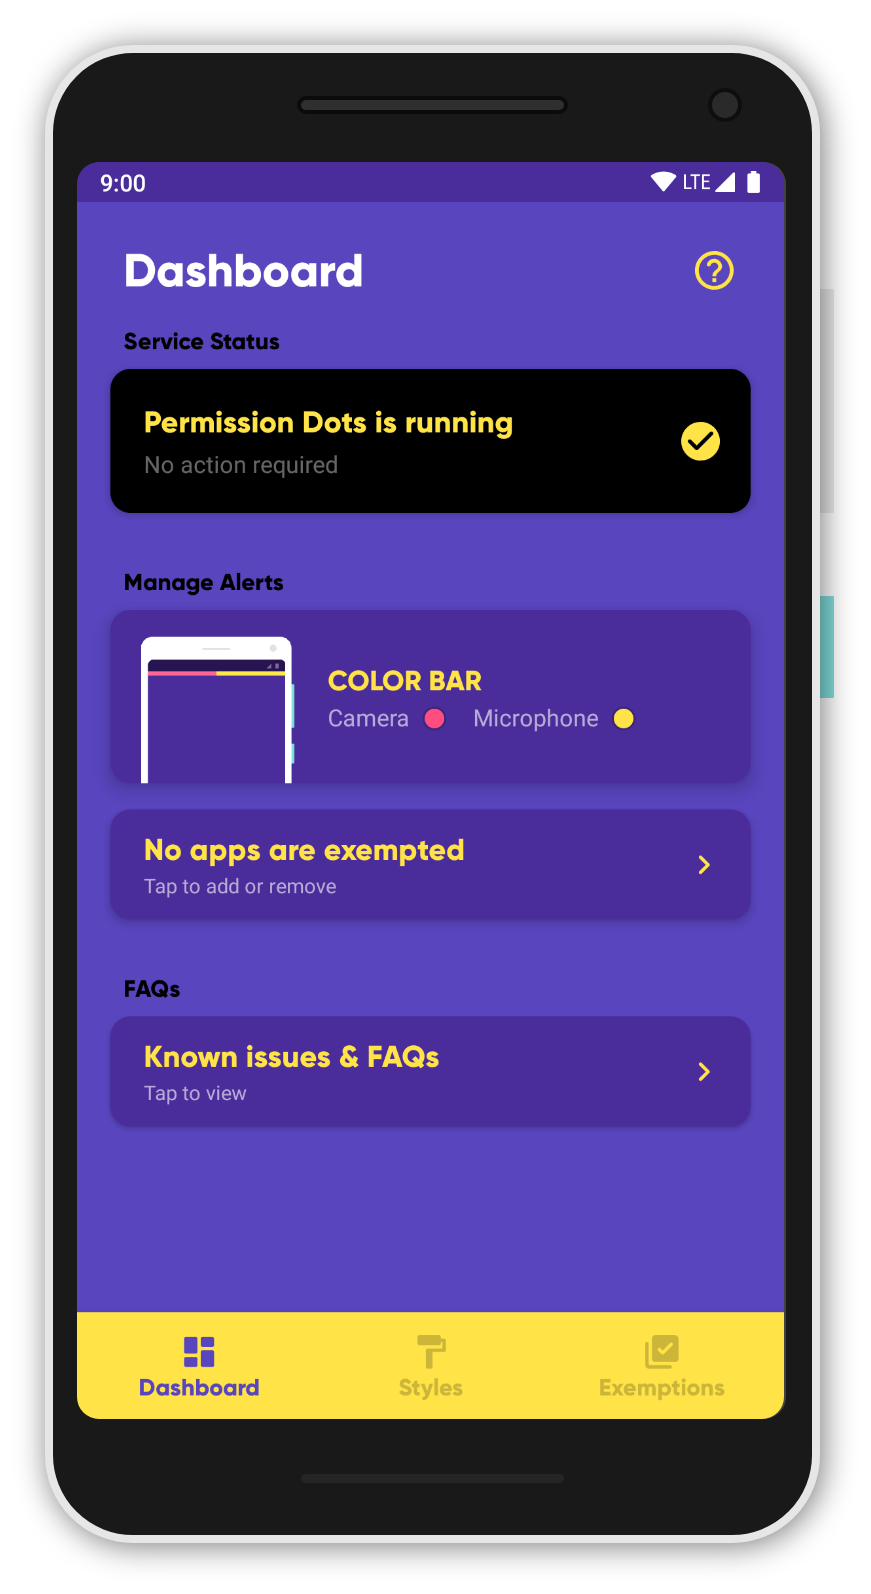 9:00 LTE
Dashboard
Service Status
Permission Dots is running
No action required
Manage Alerts
COLOR BAR
Camera Microphone
No apps are exempted
Tap to add or remove
FAQs
Known issues & FAQs
Tap to view
Dashboard Styles Exemptions